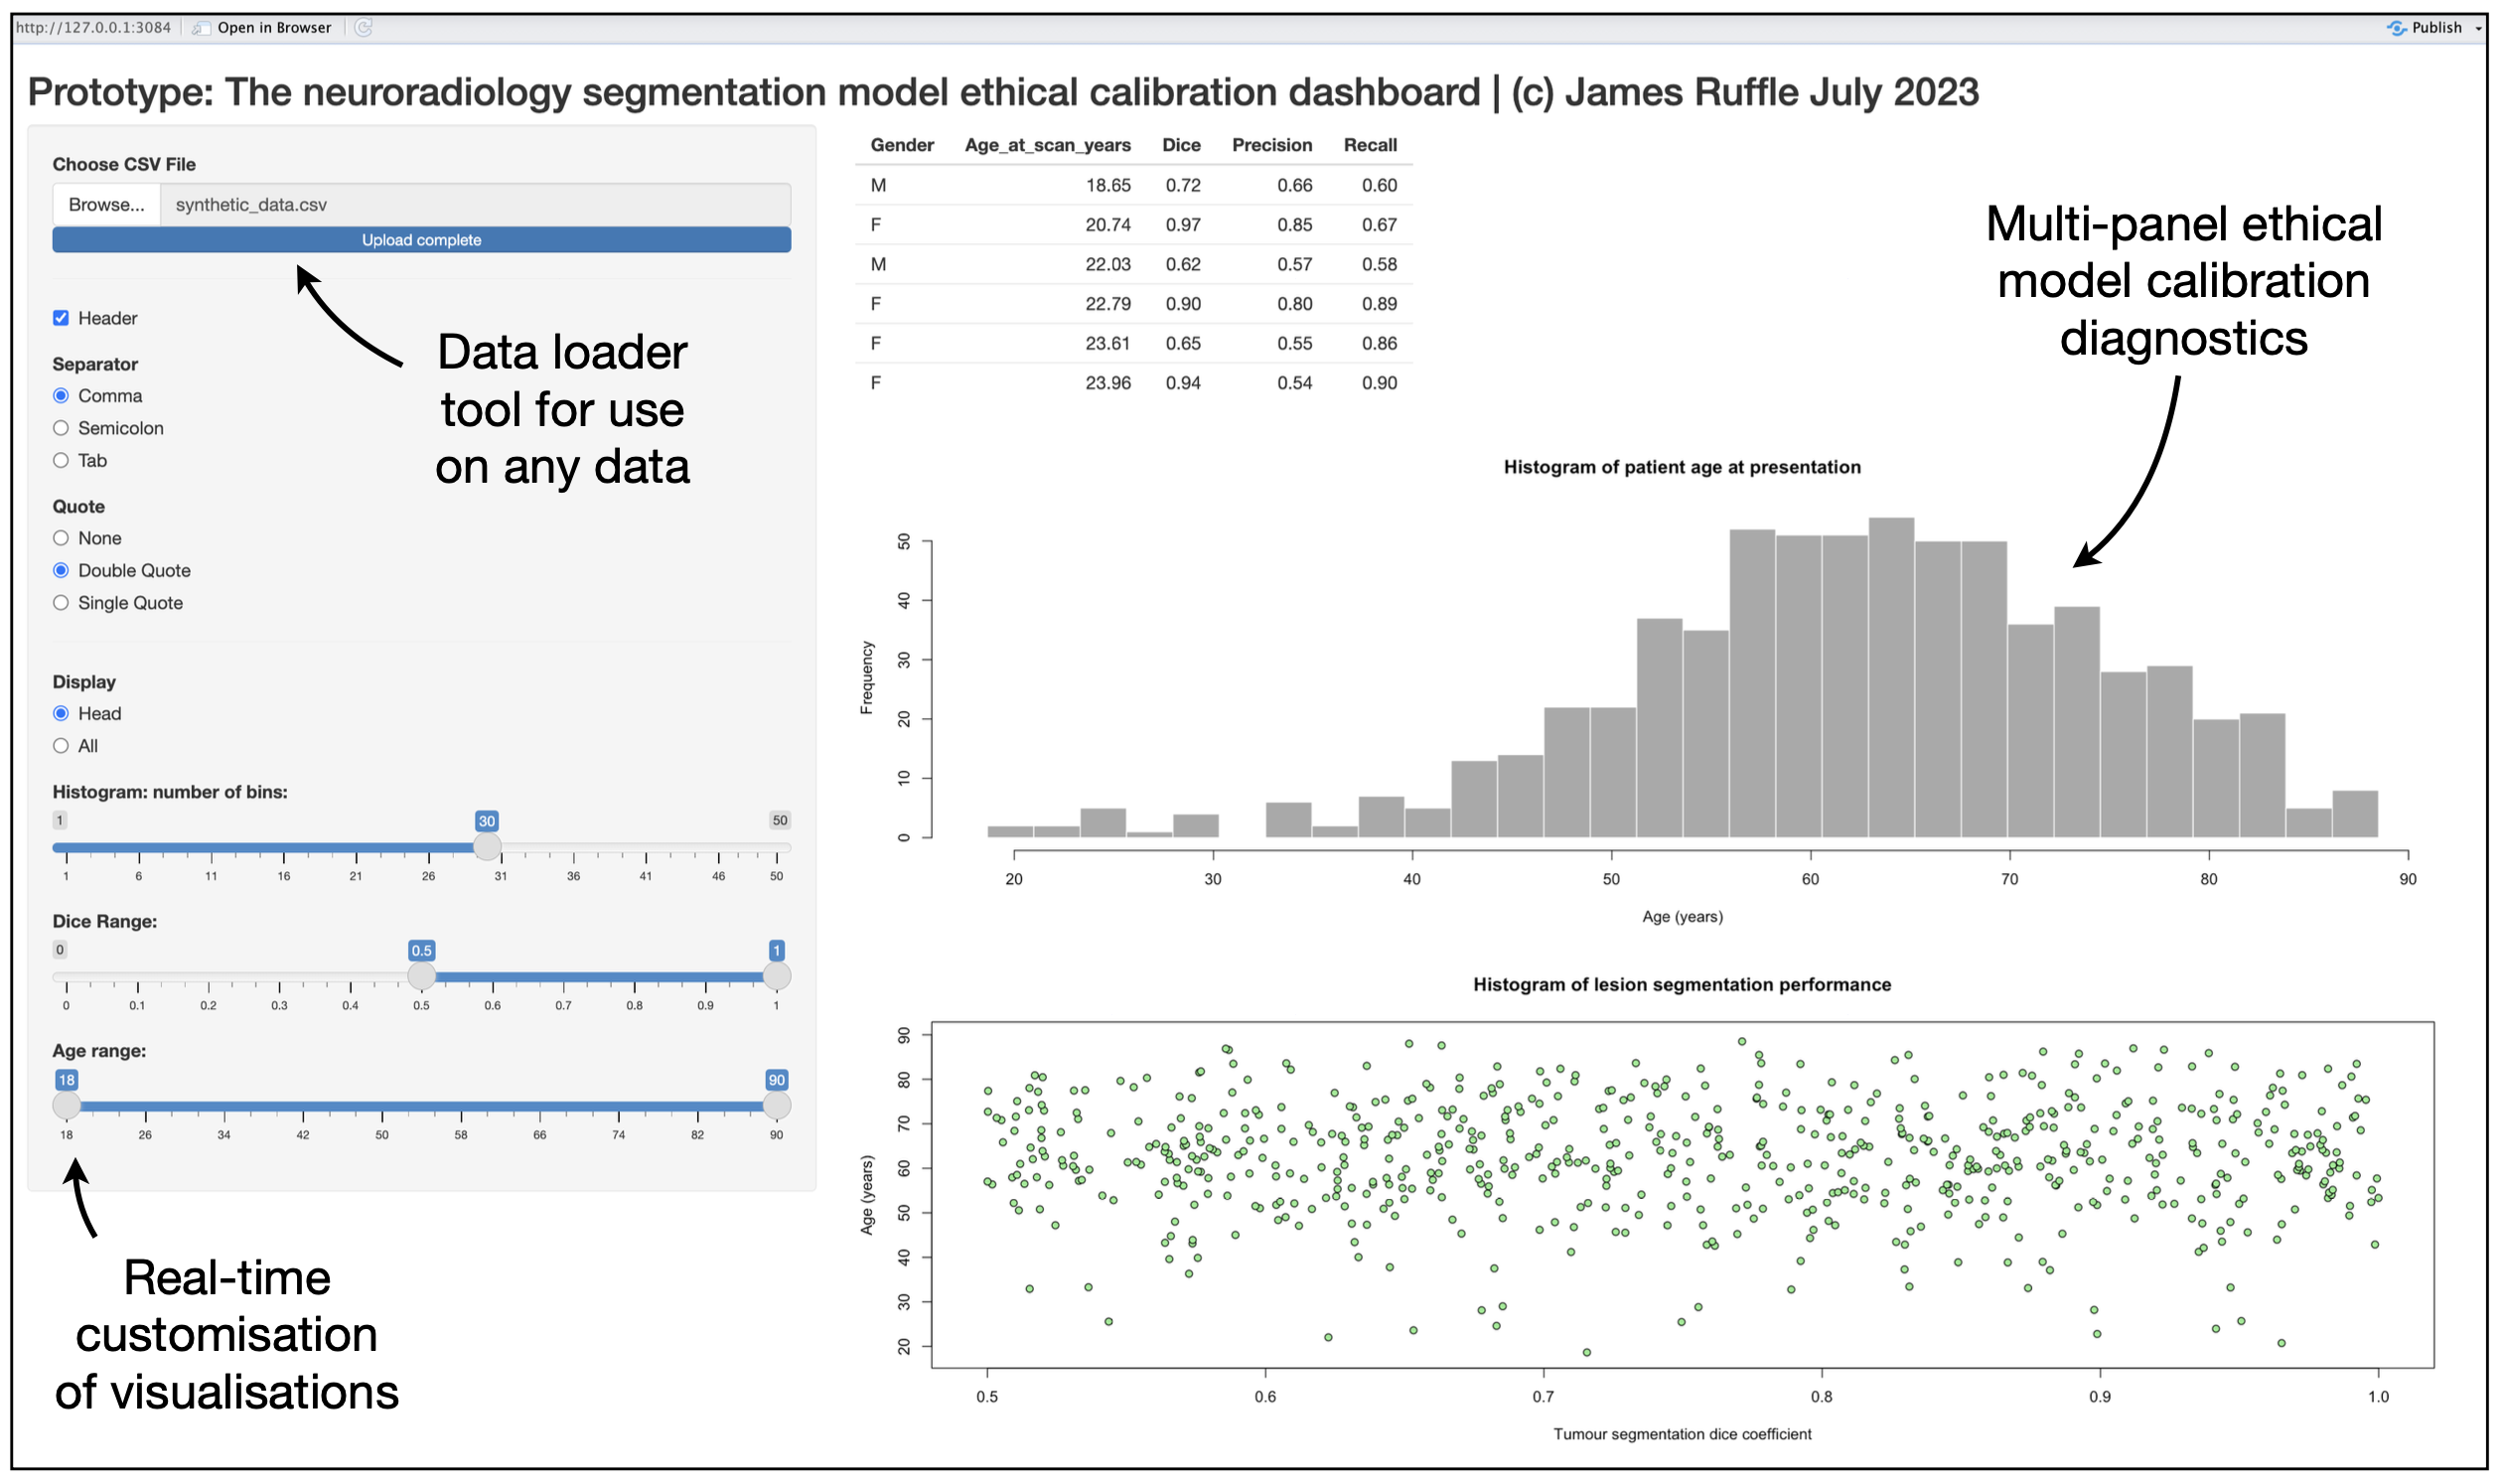 http://127.0.0.1:3084
Open in Browser
Publish
Prototype: The neuroradiology segmentation model ethical calibration dashboard | (c) James Ruffle July 2023
Choose CSV File
Browse... synthetic_data.csv
Upload complete
Header
Separator
Comma
Semicolon
Tab
Quote
None
Double Quote
Single Quote
Display
Head
All
Histogram: number of bins:
1 30 50
1 6 11 16 21 26 31 36 41 46 50
Dice Range:
0 0.5 1
0 0.1 0.2 0.3 0.4 0.5 0.6 0.7 0.8 0.9 1
Age range:
18 90
18 26 34 42 50 58 66 74 82 90
Data loader
tool for use
on any data
Real-time
customisation
of visualisations
Gender Age_at_scan_years Dice Precision Recall
M 18.65 0.72 0.66 0.60
F 20.74 0.97 0.85 0.67
M 22.03 0.62 0.57 0.58
F 22.79 0.90 0.80 0.89
F 23.61 0.65 0.55 0.86
F 23.96 0.94 0.54 0.90
Multi-panel ethical
model calibration
diagnostics
Histogram of patient age at presentation
Frequency
50
40
30
20
10
0
20 30 40 50 60 70 80 90
Age (years)
Histogram of lesion segmentation performance
Age (years)
90
80
70
60
50
40
30
20
0.5 0.6 0.7 0.8 0.9 1.0
Tumour segmentation dice coefficient